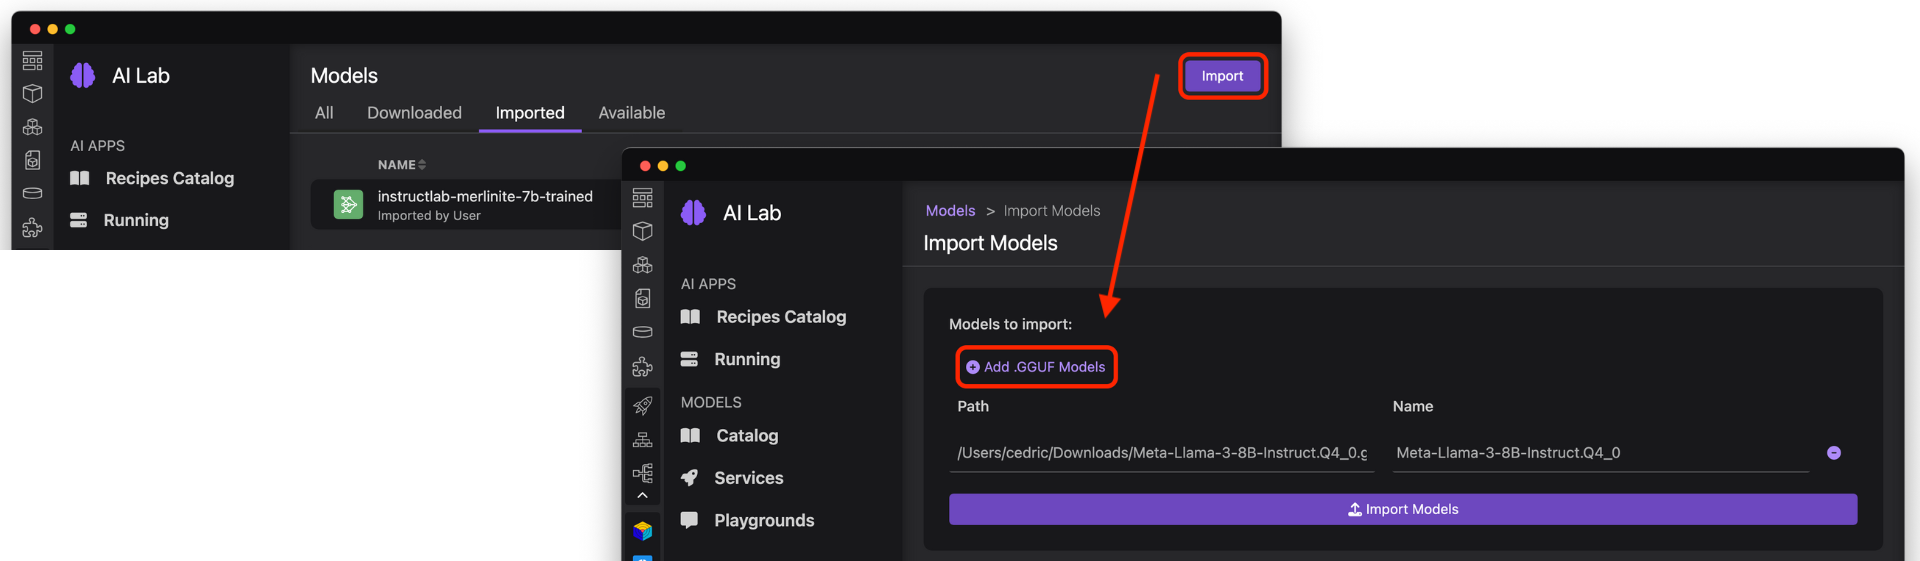 AI Lab
AI APPS
Recipes Catalog
Running
Models
Import
All Downloaded Imported Available
NAME
instructlab-merlinite-7b-trained
Imported by User
AI Lab
AI APPS
Recipes Catalog
Running
MODELS
Catalog
Services
Playgrounds
Models > Import Models
Import Models
Models to import:
Add .GGUF Models
Path Name
/Users/cedric/Downloads/Meta-Llama-3-8B-Instruct.Q4_0.g Meta-Llama-3-8B-Instruct.Q4_0
Import Models